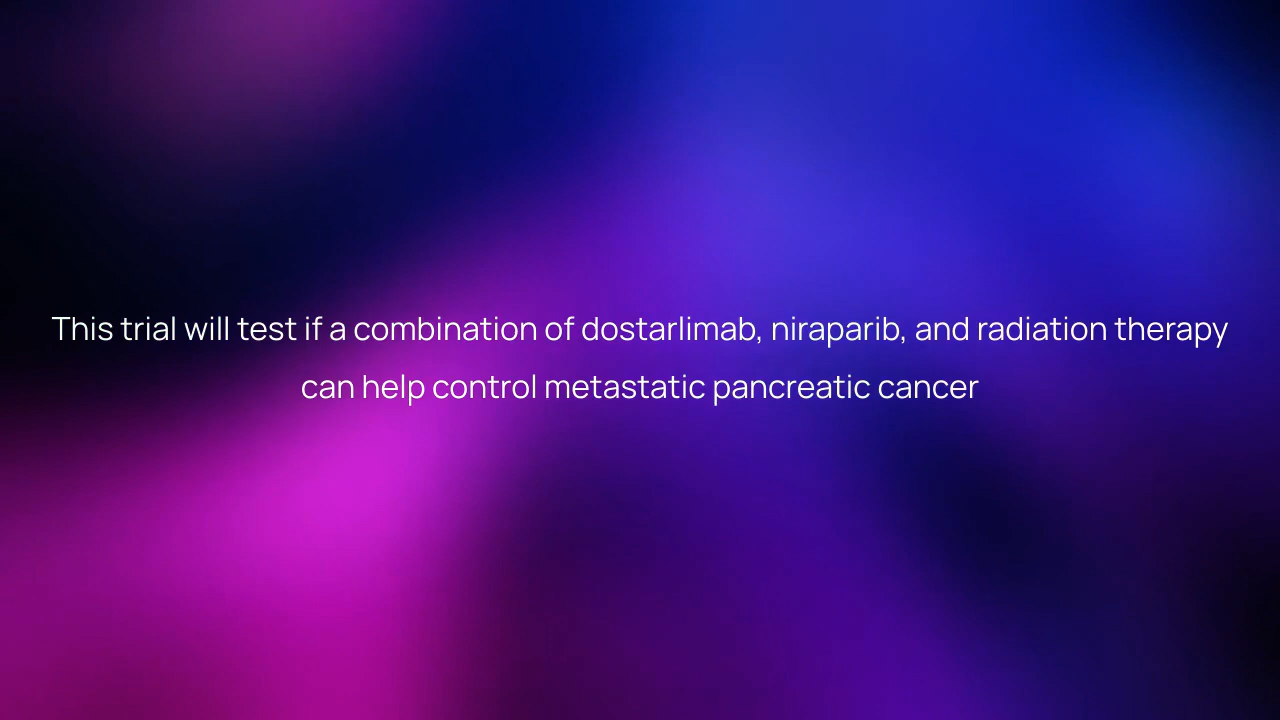 This trial will test if a combination of dostarlimab, niraparib, and radiation therapy
can help control metastatic pancreatic cancer